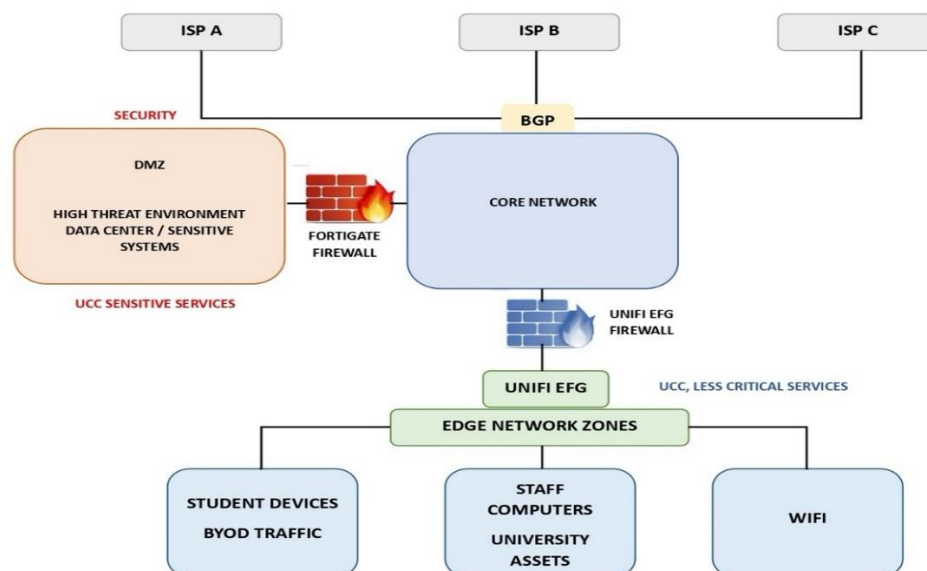 ISP A
ISP B
ISP C
BGP
SECURITY
DMZ
HIGH THREAT ENVIRONMENT
DATA CENTER / SENSITIVE
SYSTEMS
UCC SENSITIVE SERVICES
FORTIGATE
FIREWALL
CORE NETWORK
UNIFI EFG
FIREWALL
UNIFI EFG
UCC, LESS CRITICAL SERVICES
EDGE NETWORK ZONES
STUDENT DEVICES
BYOD TRAFFIC
STAFF
COMPUTERS
UNIVERSITY
ASSETS
WIFI